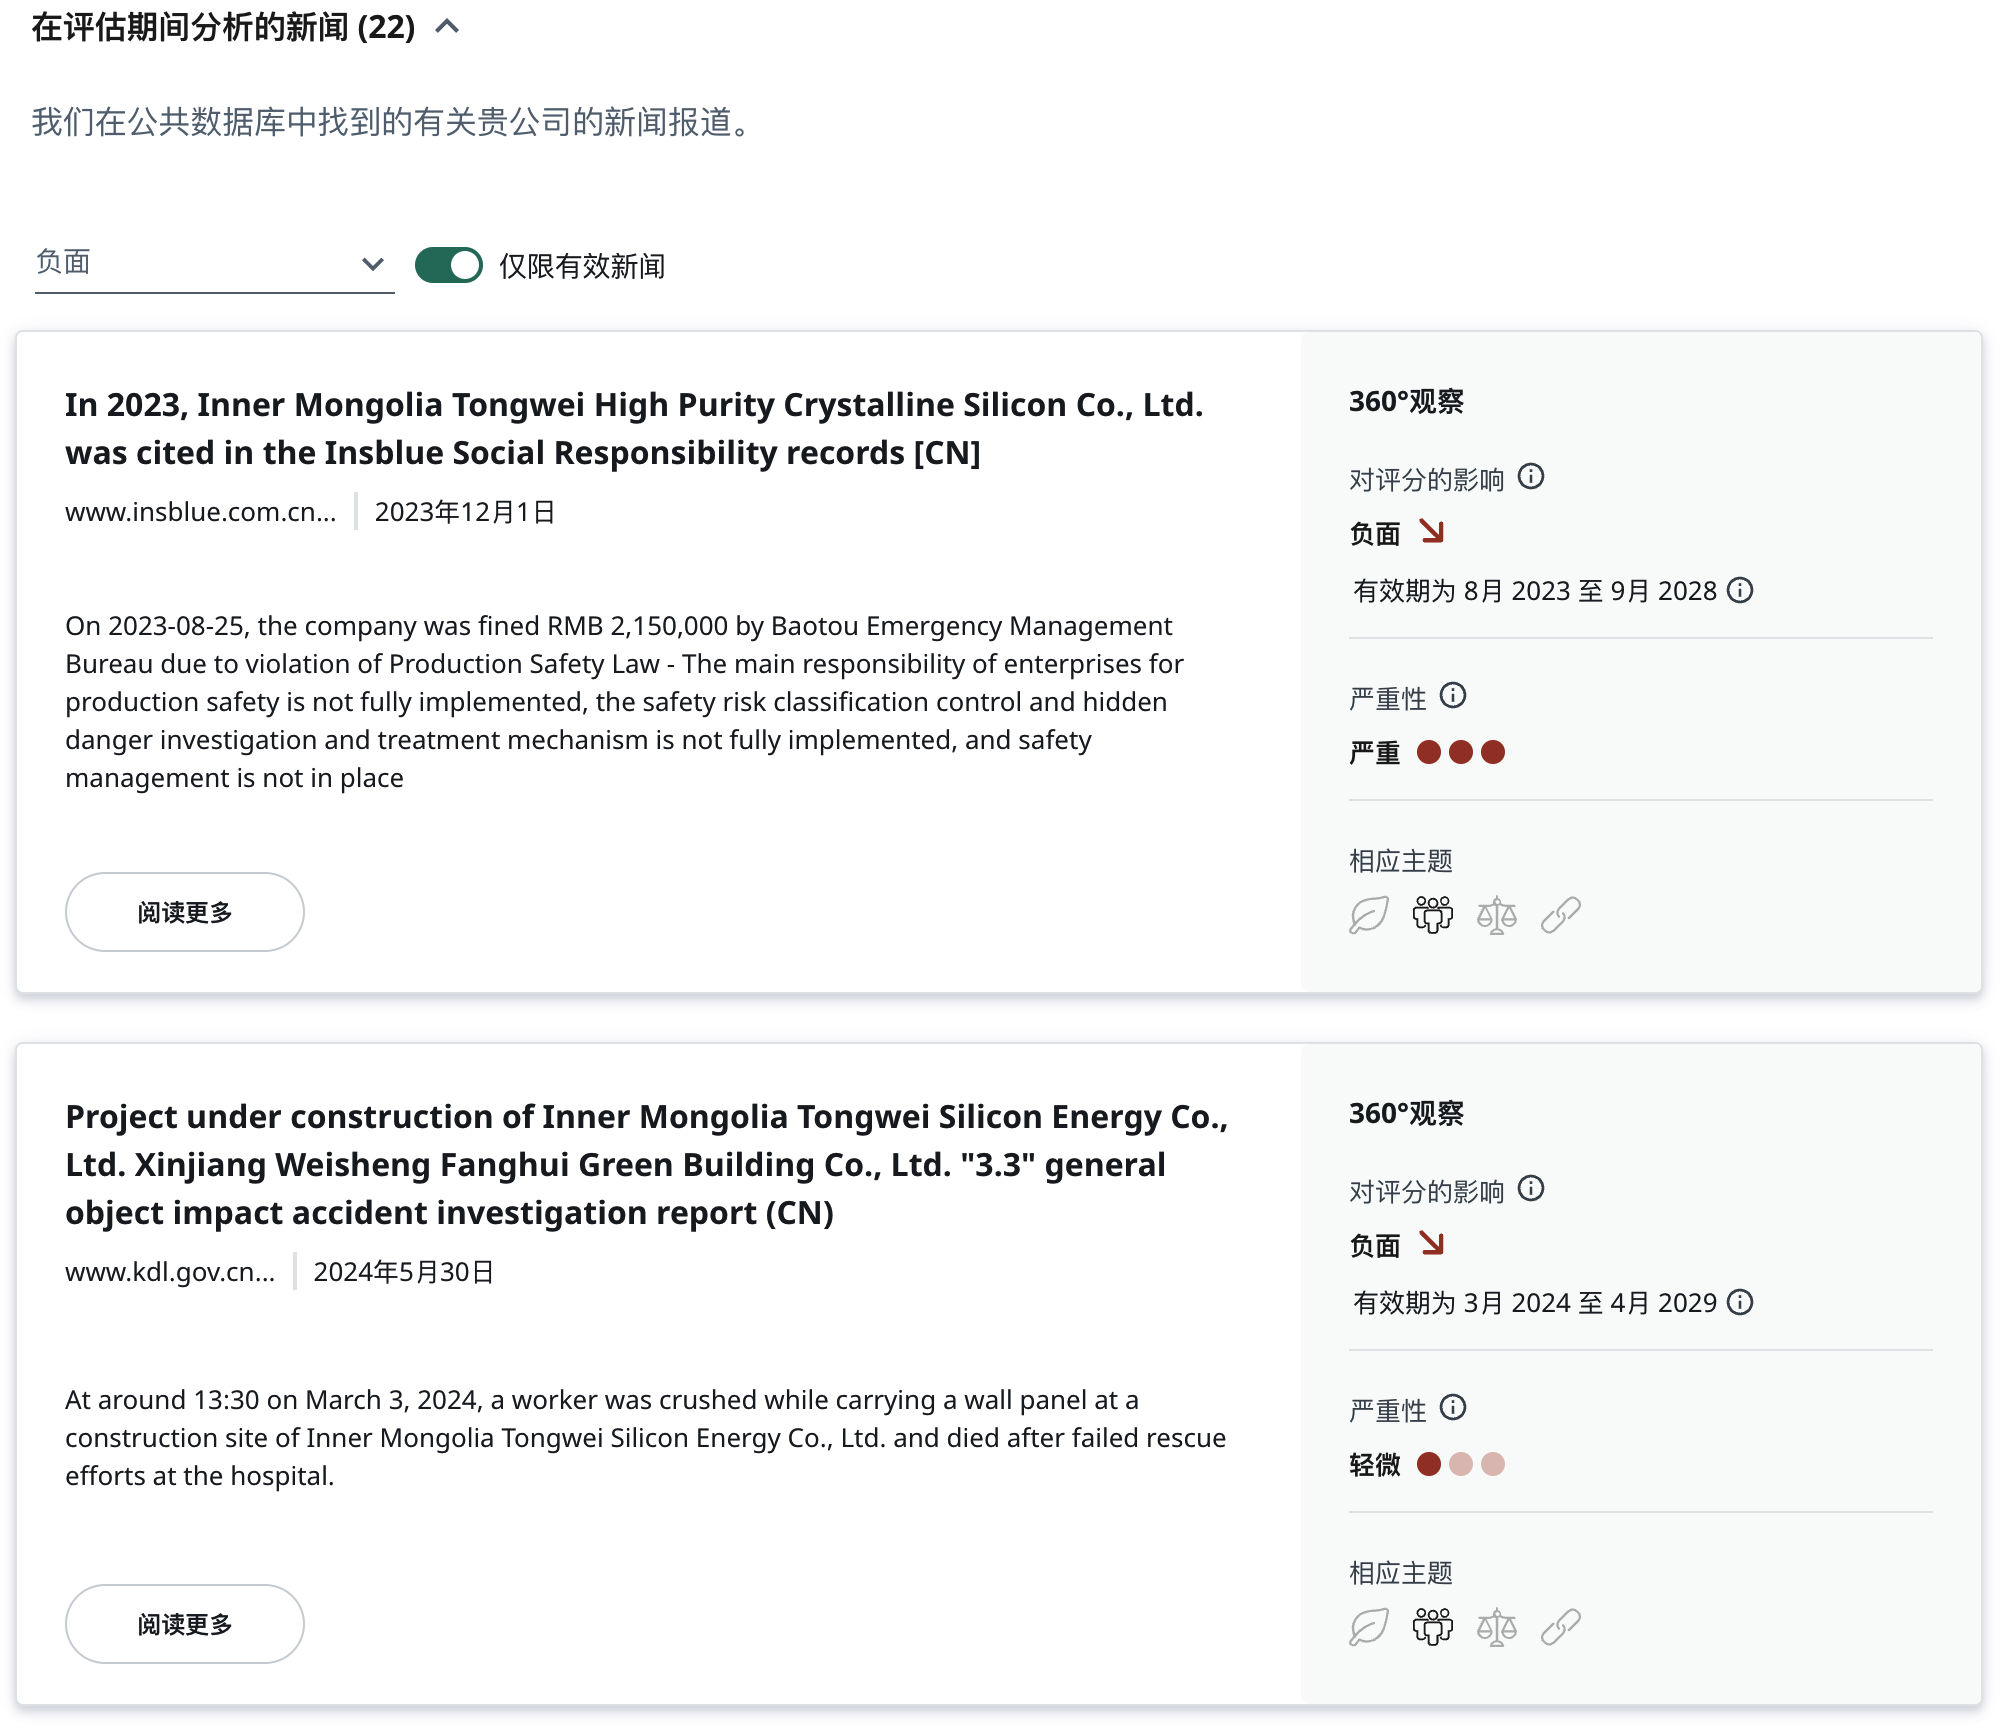 在评估期间分析的新闻 (22)
我们在公共数据库中找到的有关贵公司的新闻报道。
负面
仅限有效新闻
In 2023, Inner Mongolia Tongwei High Purity Crystalline Silicon Co., Ltd.
was cited in the Insblue Social Responsibility records [CN]
www.insblue.com.cn...
2023年12月1日
On 2023-08-25, the company was fined RMB 2,150,000 by Baotou Emergency Management
Bureau due to violation of Production Safety Law - The main responsibility of enterprises for
production safety is not fully implemented, the safety risk classification control and hidden
danger investigation and treatment mechanism is not fully implemented, and safety
management is not in place
阅读更多
360°观察
对评分的影响
负面
有效期为 8月 2023 至 9月 2028
严重性
严重
相应主题
Project under construction of Inner Mongolia Tongwei Silicon Energy Co.,
Ltd. Xinjiang Weisheng Fanghui Green Building Co., Ltd. "3.3" general
object impact accident investigation report (CN)
www.kdl.gov.cn...
2024年5月30日
At around 13:30 on March 3, 2024, a worker was crushed while carrying a wall panel at a
construction site of Inner Mongolia Tongwei Silicon Energy Co., Ltd. and died after failed rescue
efforts at the hospital.
阅读更多
360°观察
对评分的影响
负面
有效期为 3月 2024 至 4月 2029
严重性
轻微
相应主题